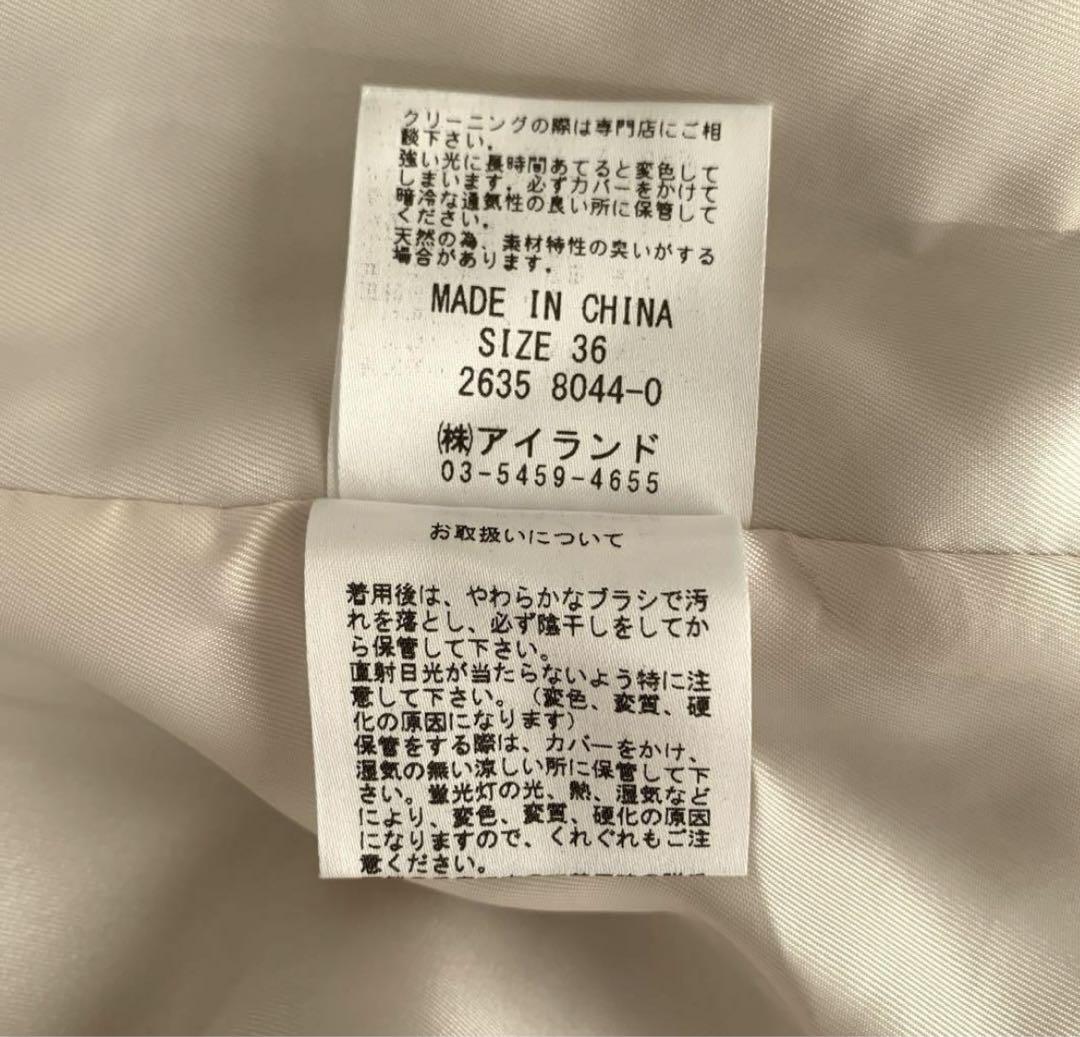 クリーニングの際は専門店にご相
談下さい。
強い光に長時間あてると変色して
しまいます。必ずカバーをかけて
暗冷な通気性の良い所に保管して
ください。
天然の為、素材特性の臭いがする
場合があります。
MADE IN CHINA
SIZE 36
2635 8044-0
㈱アイランド
03-5459-4655
お取扱いについて
着用後は、やわらかなブラシで汚
れを落とし、必ず陰干しをしてか
ら保管して下さい。
直射日光が当たらないよう特に注
意して下さい。（変色、変質、硬
化の原因になります）
保管をする際は、カバーをかけ、
湿気の無い涼しい所に保管して下
さい。蛍光灯の光、熱、湿気など
により、変色、変質、硬化の原因
になりますので、くれぐれもご注
意ください。